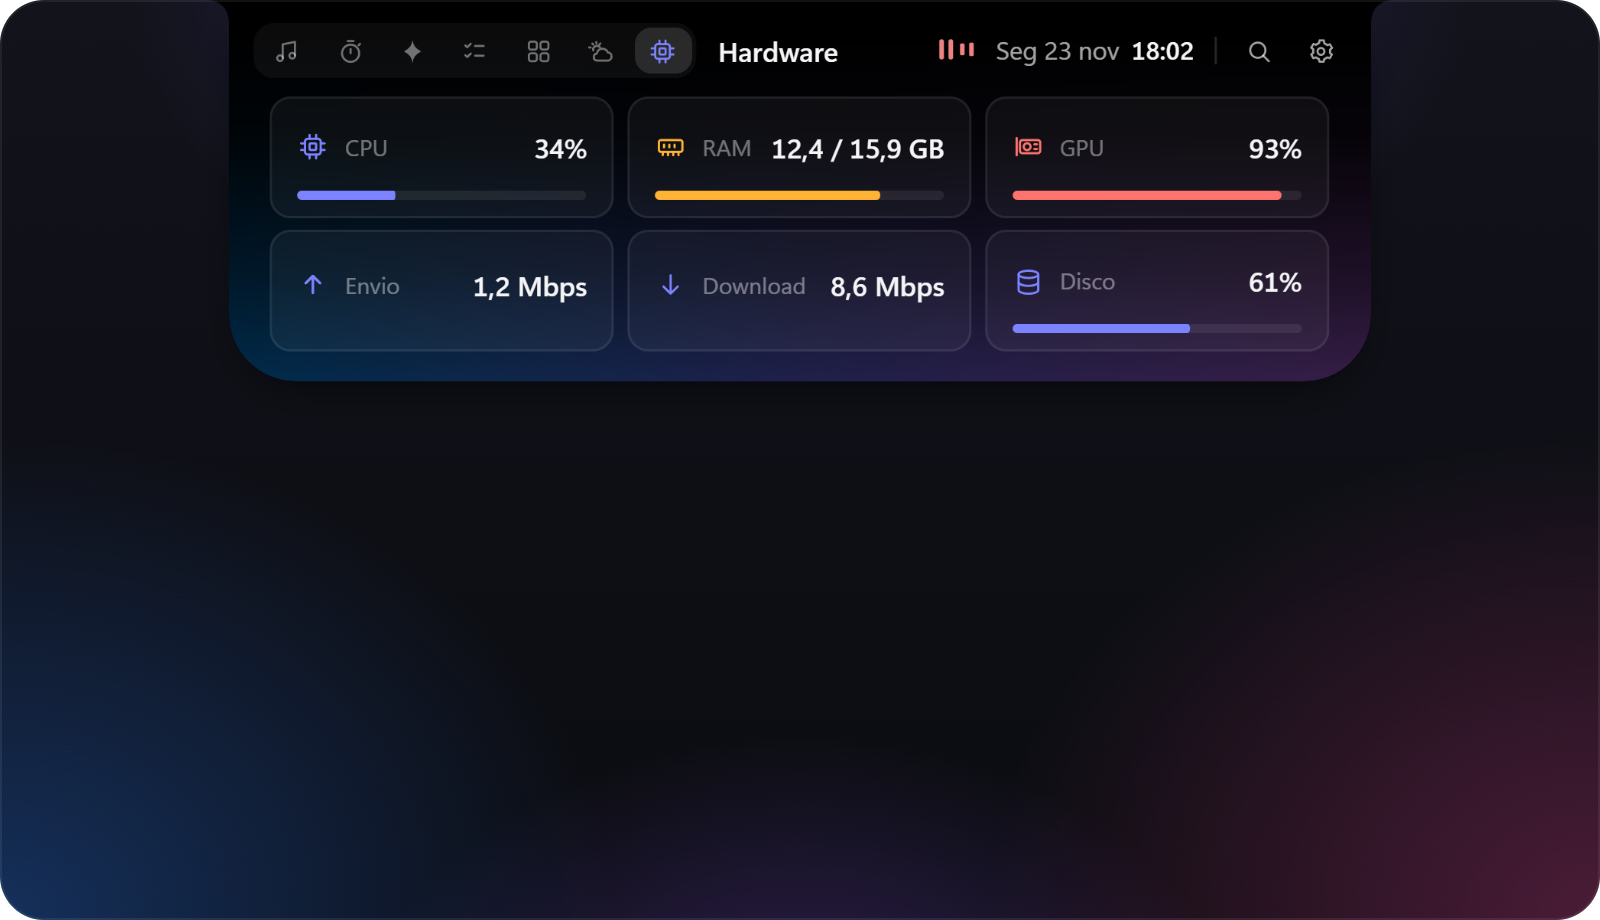 Hardware
Seg 23 nov 18:02
CPU 34%
RAM 12,4 / 15,9 GB
GPU 93%
Envio 1,2 Mbps
Download 8,6 Mbps
Disco 61%